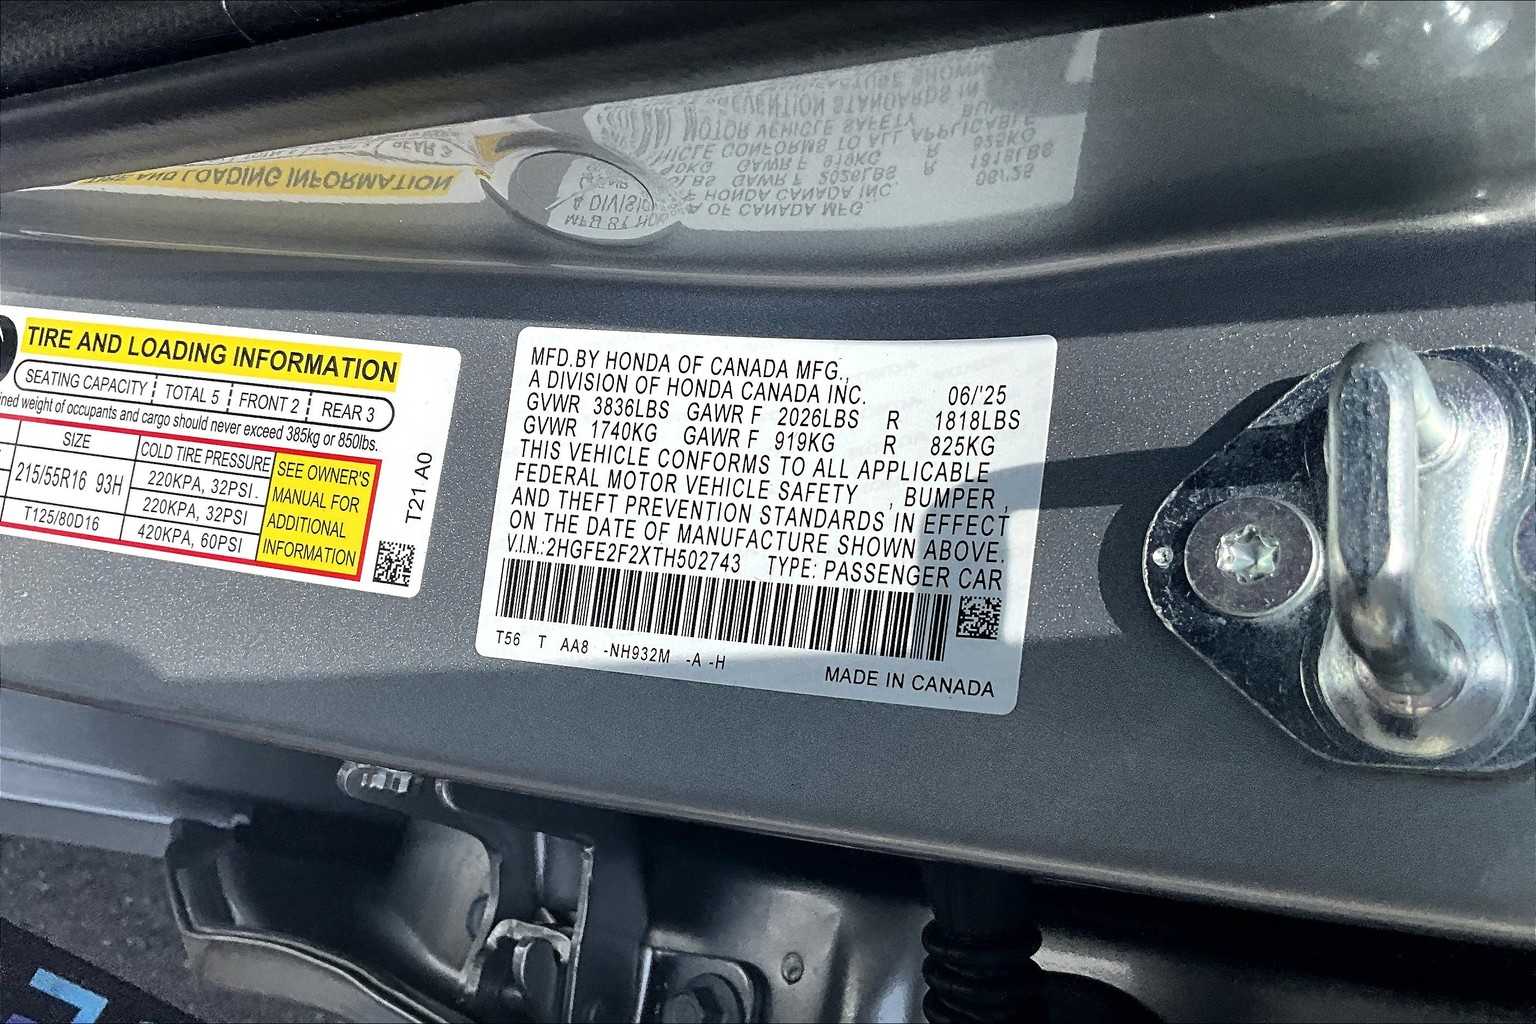 TIRE AND LOADING INFORMATION
SEATING CAPACITY TOTAL 5 FRONT 2 REAR 3
weight of occupants and cargo should never exceed 385kg or 850lbs.
SIZE COLD TIRE PRESSURE
215/55R16 93H 220KPA, 32PSI
220KPA, 32PSI
T125/80D16 420KPA, 60PSI
SEE OWNER'S
MANUAL FOR
ADDITIONAL
INFORMATION
T21 A0
MFD.BY HONDA OF CANADA MFG.,
A DIVISION OF HONDA CANADA INC. 06/'25
GVWR 3836LBS GAWR F 2026LBS R 1818LBS
GVWR 1740KG GAWR F 919KG R 825KG
THIS VEHICLE CONFORMS TO ALL APPLICABLE
FEDERAL MOTOR VEHICLE SAFETY , BUMPER ,
AND THEFT PREVENTION STANDARDS IN EFFECT
ON THE DATE OF MANUFACTURE SHOWN ABOVE.
V.I.N.:2HGFE2F2XTH502743 TYPE: PASSENGER CAR
T56 T AA8 -NH932M -A -H
MADE IN CANADA